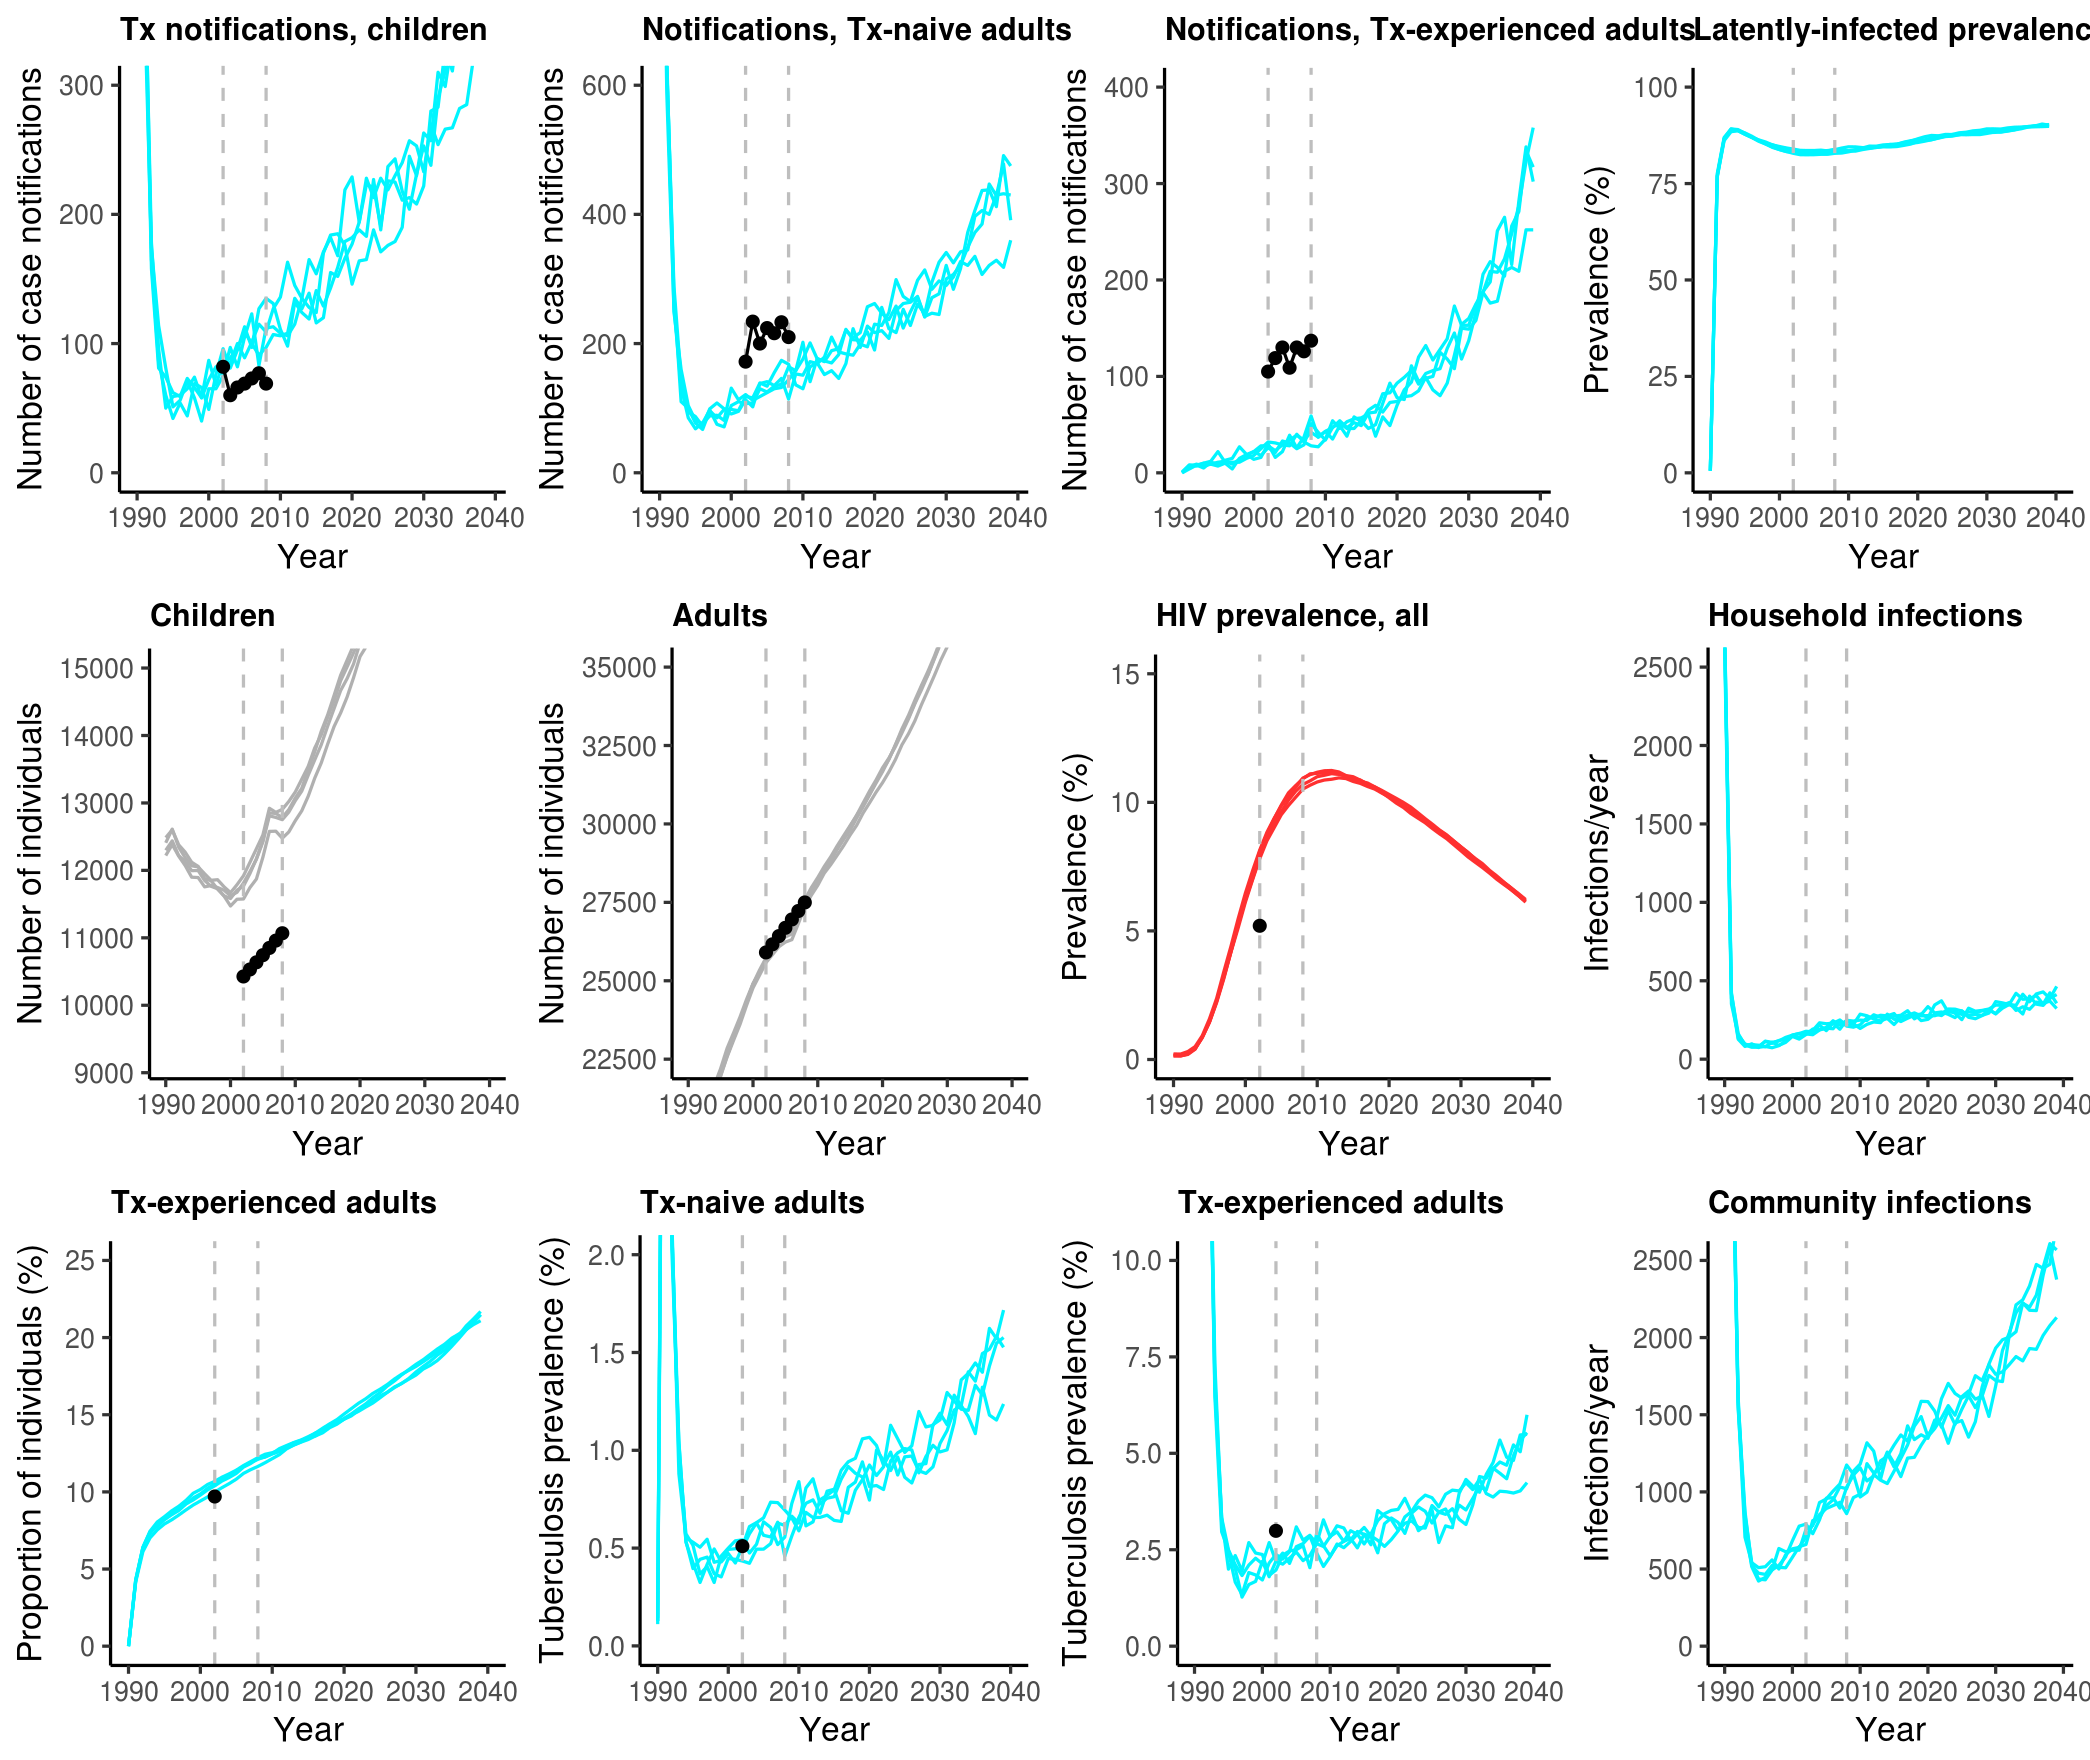 Tx notifications, children
Number of case notifications
300
200
100
0
1990 2000 2010 2020 2030 2040
Year
Notifications, Tx-naive adults
Number of case notifications
600
400
200
0
1990 2000 2010 2020 2030 2040
Year
Notifications, Tx-experienced adults
Number of case notifications
400
300
200
100
0
1990 2000 2010 2020 2030 2040
Year
Latently-infected prevalenc
Prevalence (%)
100
75
50
25
0
1990 2000 2010 2020 2030 2040
Year
Children
Number of individuals
15000
14000
13000
12000
11000
10000
9000
1990 2000 2010 2020 2030 2040
Year
Adults
Number of individuals
35000
32500
30000
27500
25000
22500
1990 2000 2010 2020 2030 2040
Year
HIV prevalence, all
Prevalence (%)
15
10
5
0
1990 2000 2010 2020 2030 2040
Year
Household infections
Infections/year
2500
2000
1500
1000
500
0
1990 2000 2010 2020 2030 2040
Year
Tx-experienced adults
Proportion of individuals (%)
25
20
15
10
5
0
1990 2000 2010 2020 2030 2040
Year
Tx-naive adults
Tuberculosis prevalence (%)
2.0
1.5
1.0
0.5
0.0
1990 2000 2010 2020 2030 2040
Year
Tx-experienced adults
Tuberculosis prevalence (%)
10.0
7.5
5.0
2.5
0.0
1990 2000 2010 2020 2030 2040
Year
Community infections
Infections/year
2500
2000
1500
1000
500
0
1990 2000 2010 2020 2030 2040
Year